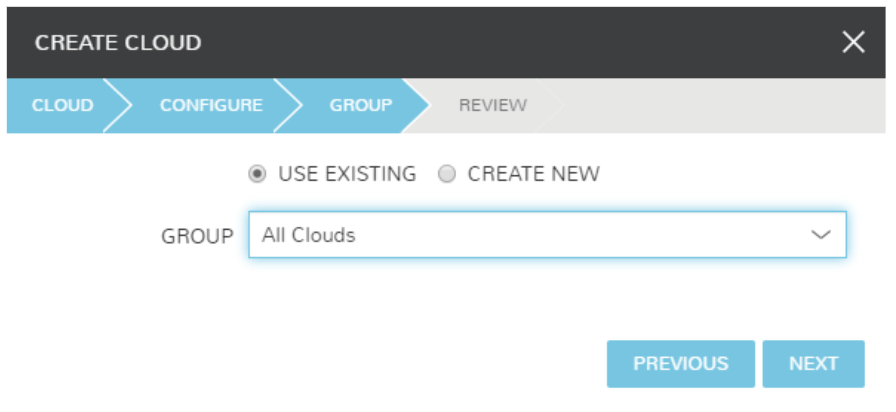 CREATE CLOUD
CLOUD CONFIGURE GROUP REVIEW
USE EXISTING CREATE NEW
GROUP All Clouds
PREVIOUS NEXT